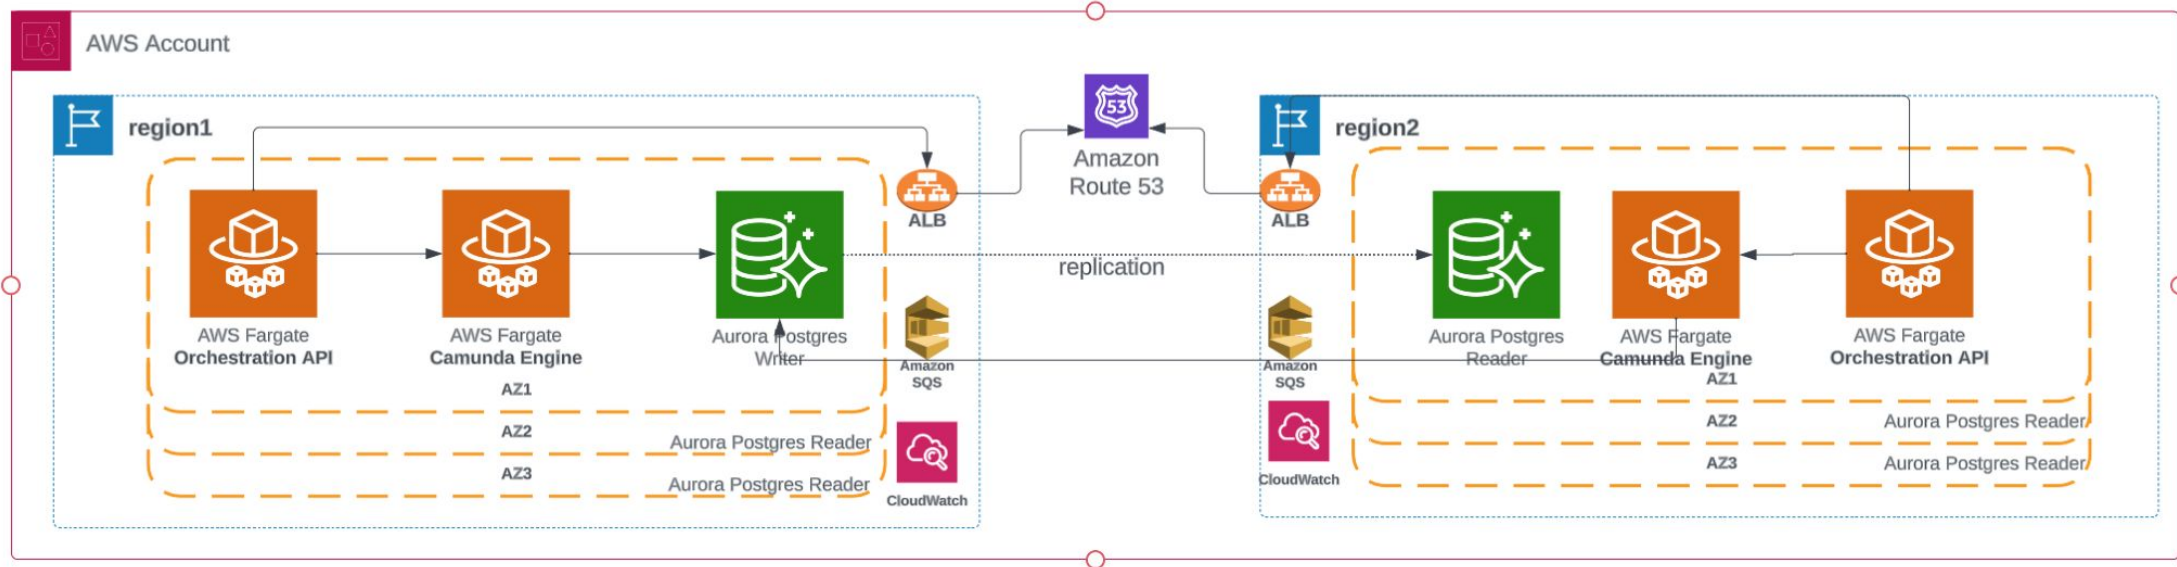 AWS Account
region1
AWS Fargate
Orchestration API
AWS Fargate
Camunda Engine
Aurora Postgres
Writer
AZ1
AZ2
Aurora Postgres Reader
AZ3
Aurora Postgres Reader
ALB
Amazon
SQS
CloudWatch
53
Amazon
Route 53
replication
region2
ALB
Amazon
SQS
CloudWatch
Aurora Postgres
Reader
AWS Fargate
Camunda Engine
AWS Fargate
Orchestration API
AZ1
AZ2
Aurora Postgres Reader
AZ3
Aurora Postgres Reader